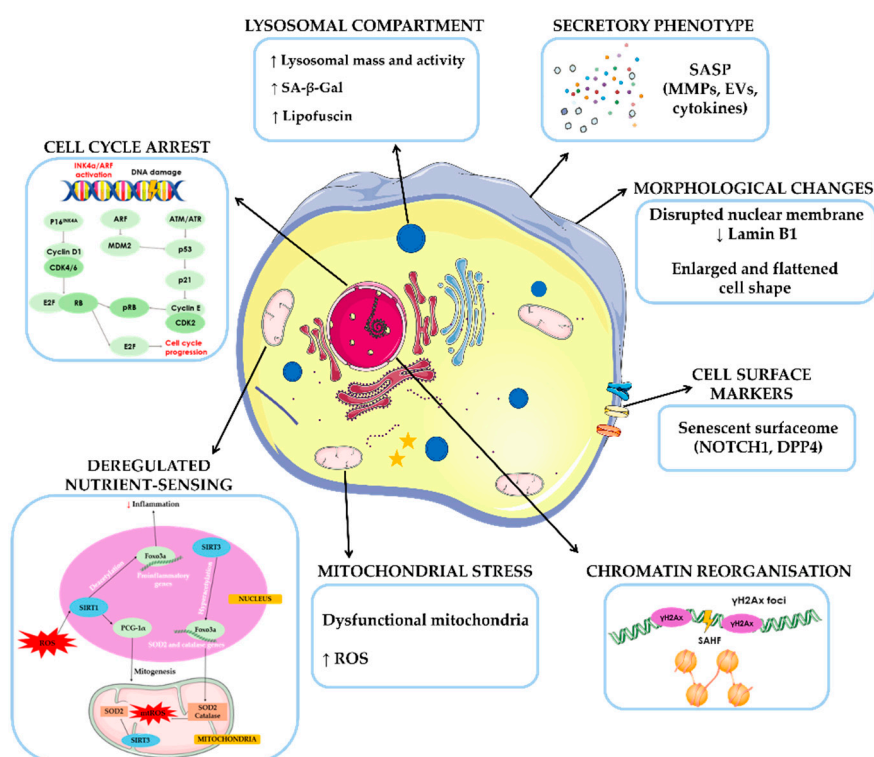 LYSOSOMAL COMPARTMENT
↑ Lysosomal mass and activity
↑ SA-β-Gal
↑ Lipofuscin
SECRETORY PHENOTYPE
SASP
(MMPs, EVs,
cytokines)
CELL CYCLE ARREST
INK4a/ARF
activation
DNA damage
P16INK4A
ARF
ATM/ATR
MDM2
p53
Cyclin D1
CDK4/6
p21
E2F
RB
pRB
Cyclin E
CDK2
E2F
Cell cycle
progression
MORPHOLOGICAL CHANGES
Disrupted nuclear membrane
↓ Lamin B1
Enlarged and flattened
cell shape
CELL SURFACE
MARKERS
Senescent surfaceome
(NOTCH1, DPP4)
DEREGULATED
NUTRIENT-SENSING
↓ Inflammation
Foxo3a
Proinflammatory
genes
SIRT3
Deacetylation
Hyperacetylation
SIRT1
NUCLEUS
ROS
PCG-1α
Foxo3a
SOD2 and catalase genes
Mitogenesis
SOD2
mtROS
SOD2
Catalase
SIRT3
MITOCHONDRIA
MITOCHONDRIAL STRESS
Dysfunctional mitochondria
↑ ROS
CHROMATIN REORGANISATION
γH2Ax foci
γH2Ax
γH2Ax
SAHF